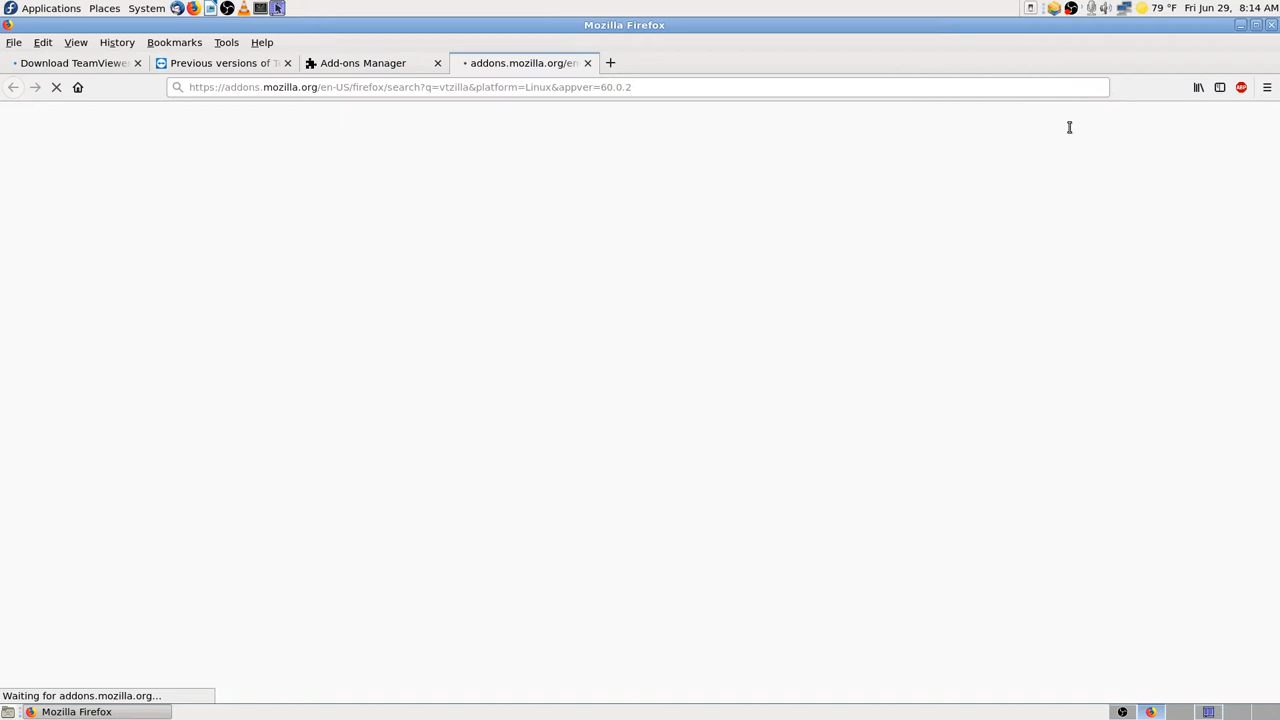 Applications Places System 79 °F Fri Jun 29, 8:14 AM
Mozilla Firefox
File Edit View History Bookmarks Tools Help
Download TeamViewe Previous versions of T Add-ons Manager addons.mozilla.org/en
https://addons.mozilla.org/en-US/firefox/search?q=vtzilla&platform=Linux&appver=60.0.2
ABP
Waiting for addons.mozilla.org...
Mozilla Firefox